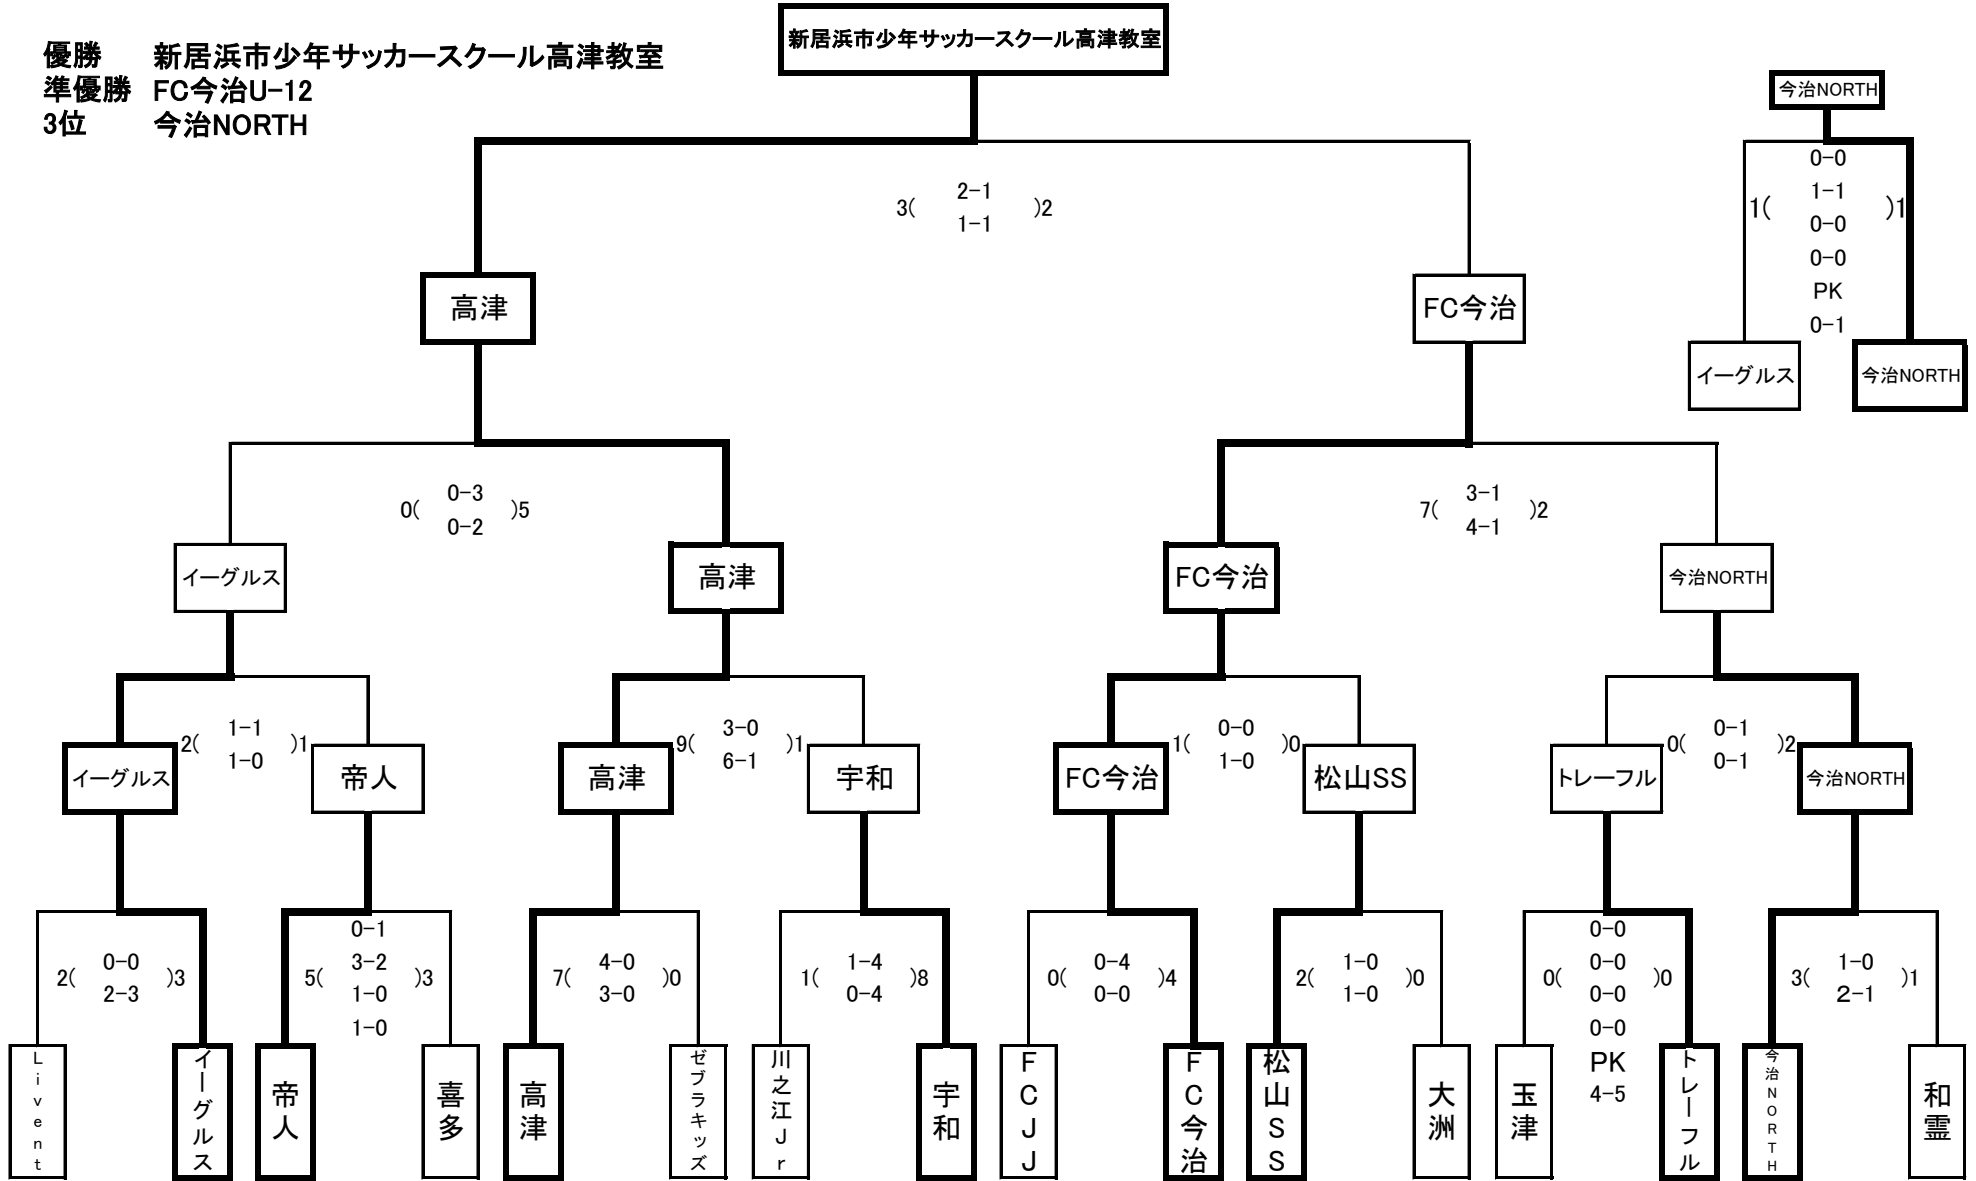 新居浜市少年サッカースクール高津教室
優勝 新居浜市少年サッカースクール高津教室
準優勝 FC今治U-12
3位 今治NORTH
今治NORTH
0-0
1-1
1( )1
0-0
0-0
PK
0-1
イーグルス 今治NORTH
2-1
3( )2
1-1
高津 FC今治
0-3
0( )5
0-2
3-1
7( )2
4-1
イーグルス 高津 FC今治 今治NORTH
1-1
2( )1
1-0
3-0
9( )1
6-1
0-0
1( )0
1-0
0-1
0( )2
0-1
イーグルス 帝人 高津 宇和 FC今治 松山SS トレーフル 今治NORTH
0-0
2( )3
2-3
0-1
3-2
5( )3
1-0
1-0
4-0
7( )0
3-0
1-4
1( )8
0-4
0-4
0( )4
0-0
1-0
2( )0
1-0
0-0
0-0
0( )0
0-0
0-0
PK
4-5
1-0
3( )1
2-1
Livent
イーグルス
帝人
喜多
高津
ゼブラキッズ
川之江Jr
宇和
FCJJ
FC今治
松山SS
大洲
玉津
トレーフル
今治NORTH
和霊